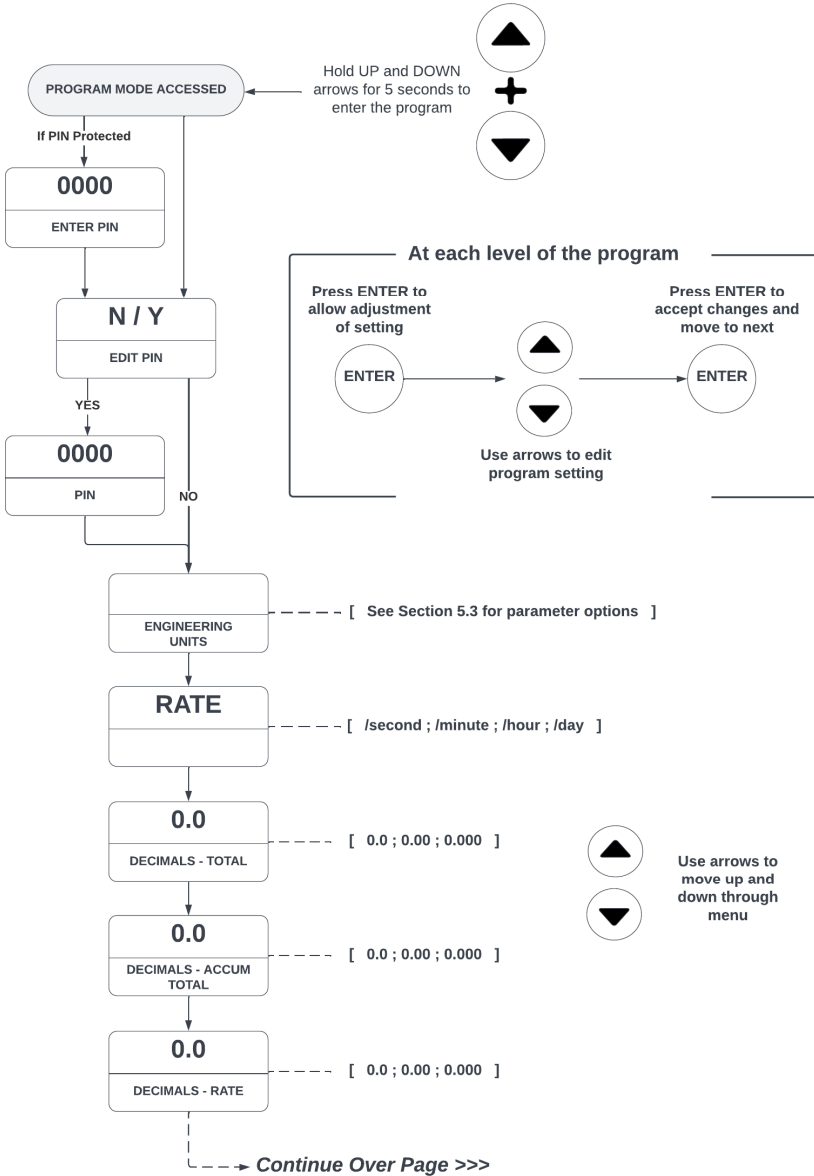 Hold UP and DOWN
arrows for 5 seconds to
enter the program
PROGRAM MODE ACCESSED
If PIN Protected
0000
ENTER PIN
N / Y
EDIT PIN
YES
0000
PIN
NO
At each level of the program
Press ENTER to
allow adjustment
of setting
ENTER
Use arrows to edit
program setting
Press ENTER to
accept changes and
move to next
ENTER
ENGINEERING
UNITS
[ See Section 5.3 for parameter options ]
RATE
[ /second ; /minute ; /hour ; /day ]
0.0
DECIMALS - TOTAL
[ 0.0 ; 0.00 ; 0.000 ]
Use arrows to
move up and
down through
menu
0.0
DECIMALS - ACCUM
TOTAL
[ 0.0 ; 0.00 ; 0.000 ]
0.0
DECIMALS - RATE
[ 0.0 ; 0.00 ; 0.000 ]
Continue Over Page >>>